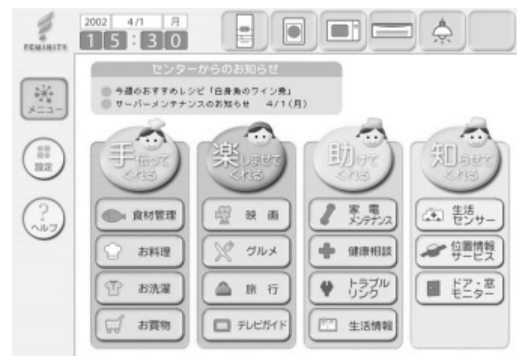 FEMINITY
2002 4/1 月
15:30
センターからのお知らせ
今週のおすすめレシピ「白身魚のワイン煮」
サーバーメンテナンスのお知らせ 4/1(月)
メニュー
設定
?
ヘルプ
手伝って
くれる
食材管理
お料理
お洗濯
お買物
楽しませて
くれる
映 画
グルメ
旅 行
テレビガイド
助けて
くれる
家 電
メンテナンス
健康相談
トラブル
リンク
生活情報
知らせて
くれる
生活
センサー
位置情報
サービス
ドア・窓
モニター